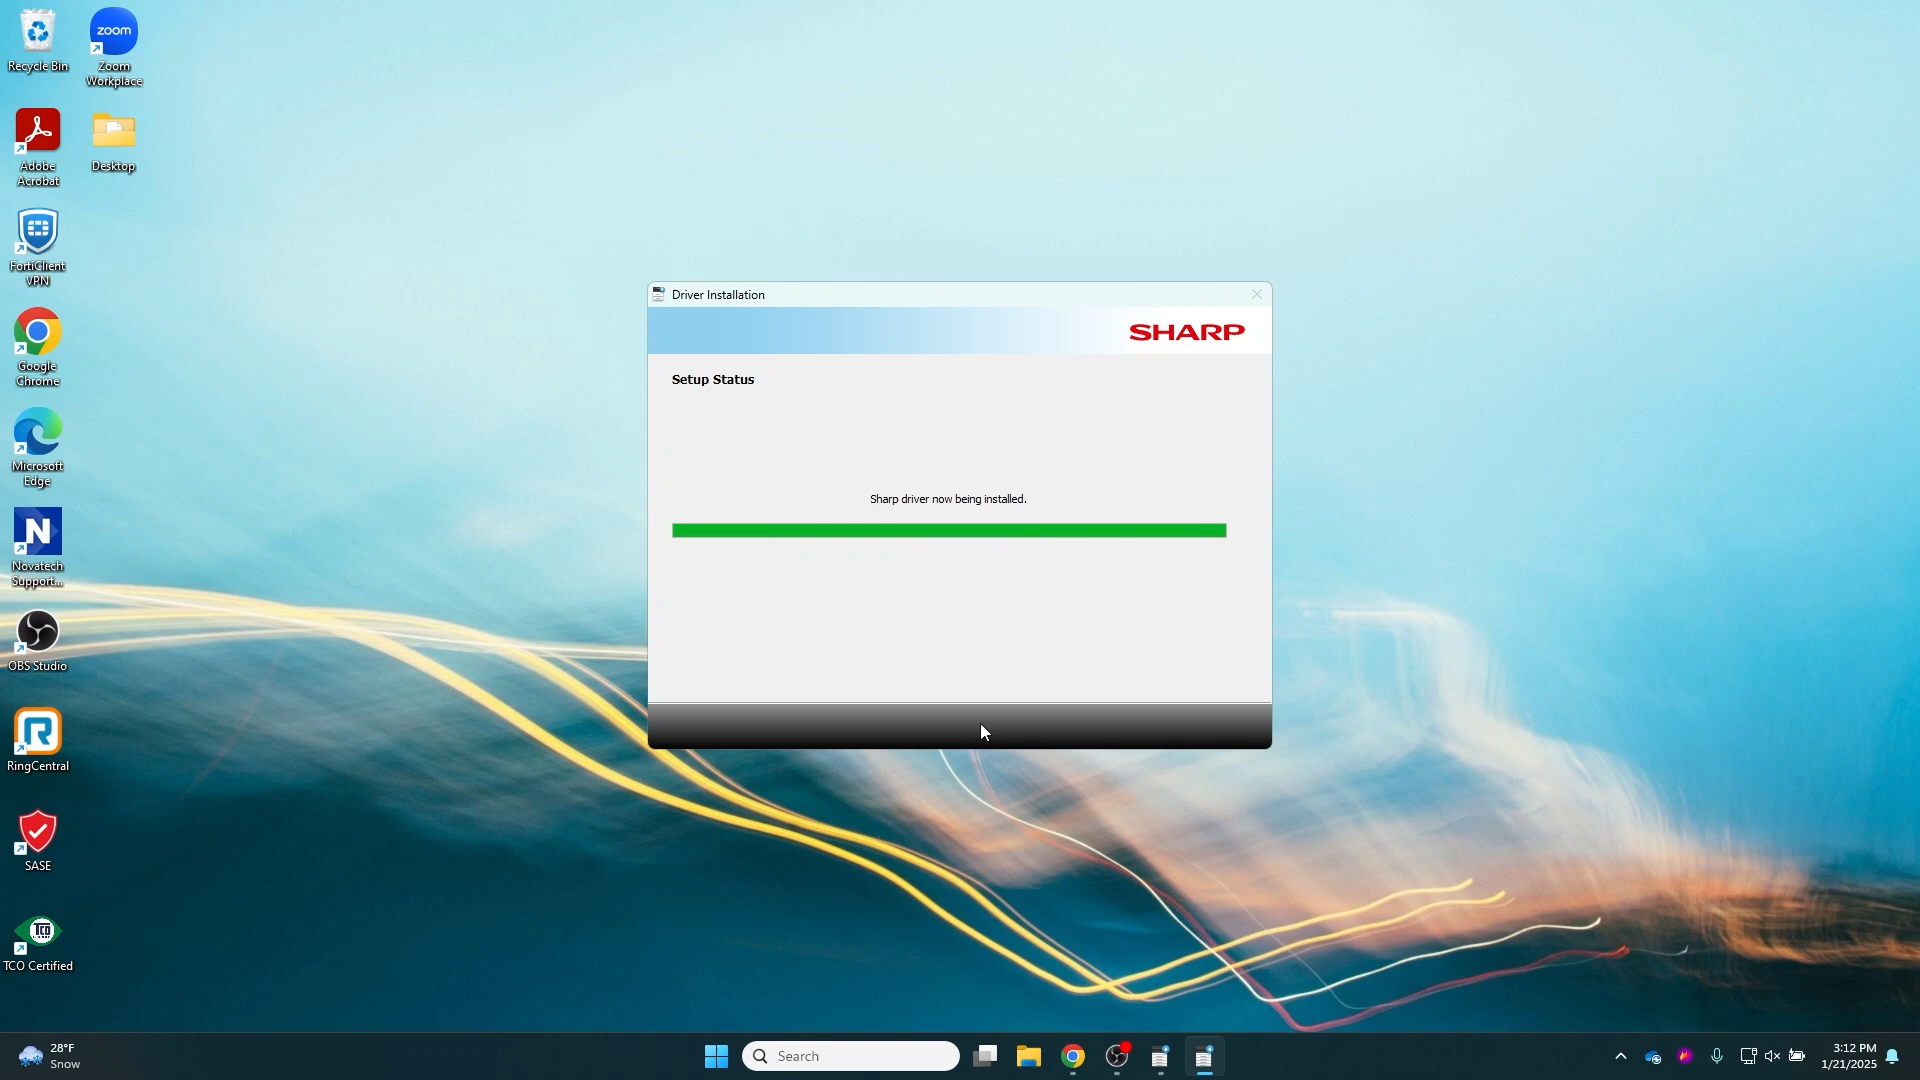 Recycle Bin
zoom
Zoom
Workplace
Adobe
Acrobat
Desktop
FortiClient
VPN
Google
Chrome
Microsoft
Edge
N
Novatech
Support...
OBS Studio
R
RingCentral
SASE
TCO
TCO Certified
Driver Installation
SHARP
Setup Status
Sharp driver now being installed.
28°F
Snow
Search
3:12 PM
1/21/2025